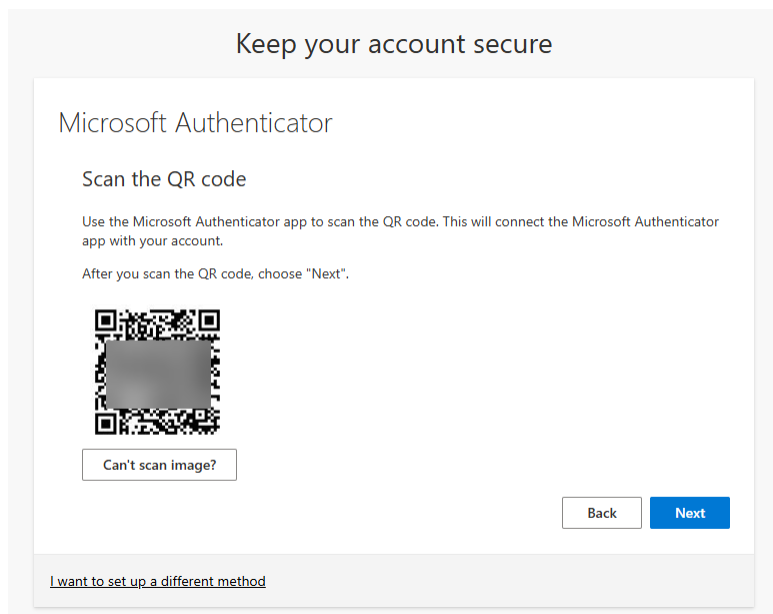 Keep your account secure
Microsoft Authenticator
Scan the QR code
Use the Microsoft Authenticator app to scan the QR code. This will connect the Microsoft Authenticator
app with your account.
After you scan the QR code, choose "Next".
Can't scan image?
Back
Next
I want to set up a different method